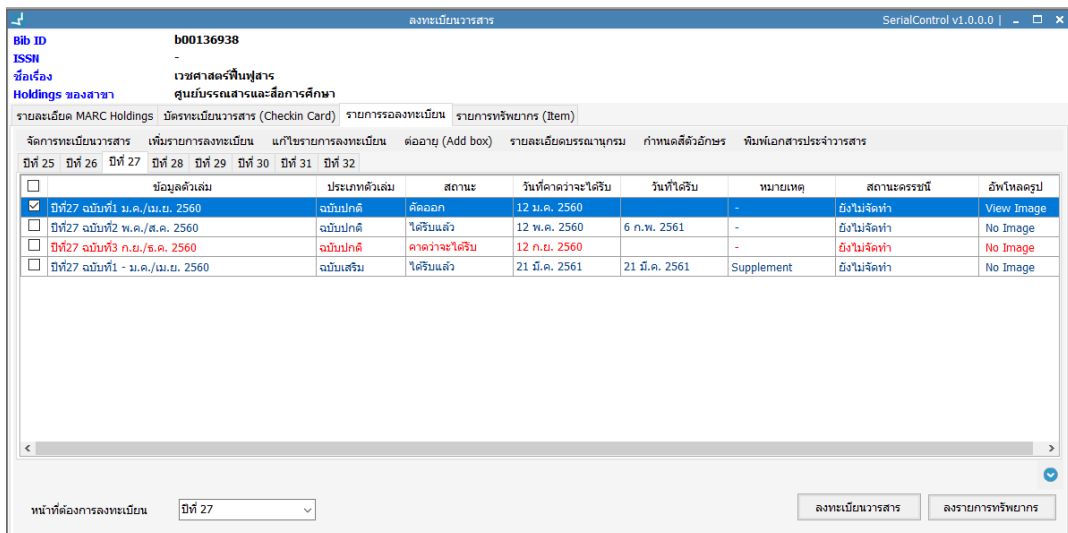 ลงทะเบียนวารสาร SerialControl v1.0.0.0 |
Bib ID b00136938
ISSN -
ชื่อเรื่อง เวชศาสตร์ฟื้นฟูสาร
Holdings ของสาขา ศูนย์บรรณสารและสื่อการศึกษา
รายละเอียด MARC Holdings บัตรทะเบียนวารสาร (Checkin Card) รายการรอลงทะเบียน รายการทรัพยากร (Item)
จัดการทะเบียนวารสาร เพิ่มรายการลงทะเบียน แก้ไขรายการลงทะเบียน ต่ออายุ (Add box) รายละเอียดบรรณานุกรม กำหนดสีตัวอักษร พิมพ์เอกสารประจำวารสาร
ปีที่ 25 ปีที่ 26 ปีที่ 27 ปีที่ 28 ปีที่ 29 ปีที่ 30 ปีที่ 31 ปีที่ 32
ข้อมูลตัวเล่ม ประเภทตัวเล่ม สถานะ วันที่คาดว่าจะได้รับ วันที่ได้รับ หมายเหตุ สถานะดรรชนี อัพโหลดรูป
ปีที่27 ฉบับที่1 ม.ค./เม.ย. 2560 ฉบับปกติ คัดออก 12 ม.ค. 2560 - ยังไม่จัดทำ View Image
ปีที่27 ฉบับที่2 พ.ค./ส.ค. 2560 ฉบับปกติ ได้รับแล้ว 12 พ.ค. 2560 6 ก.พ. 2561 - ยังไม่จัดทำ No Image
ปีที่27 ฉบับที่3 ก.ย./ธ.ค. 2560 ฉบับปกติ คาดว่าจะได้รับ 12 ก.ย. 2560 - ยังไม่จัดทำ No Image
ปีที่27 ฉบับที่1 - ม.ค./เม.ย. 2560 ฉบับเสริม ได้รับแล้ว 21 มี.ค. 2561 21 มี.ค. 2561 Supplement ยังไม่จัดทำ No Image
หน้าที่ต้องการลงทะเบียน ปีที่ 27 ลงทะเบียนวารสาร ลงรายการทรัพยากร